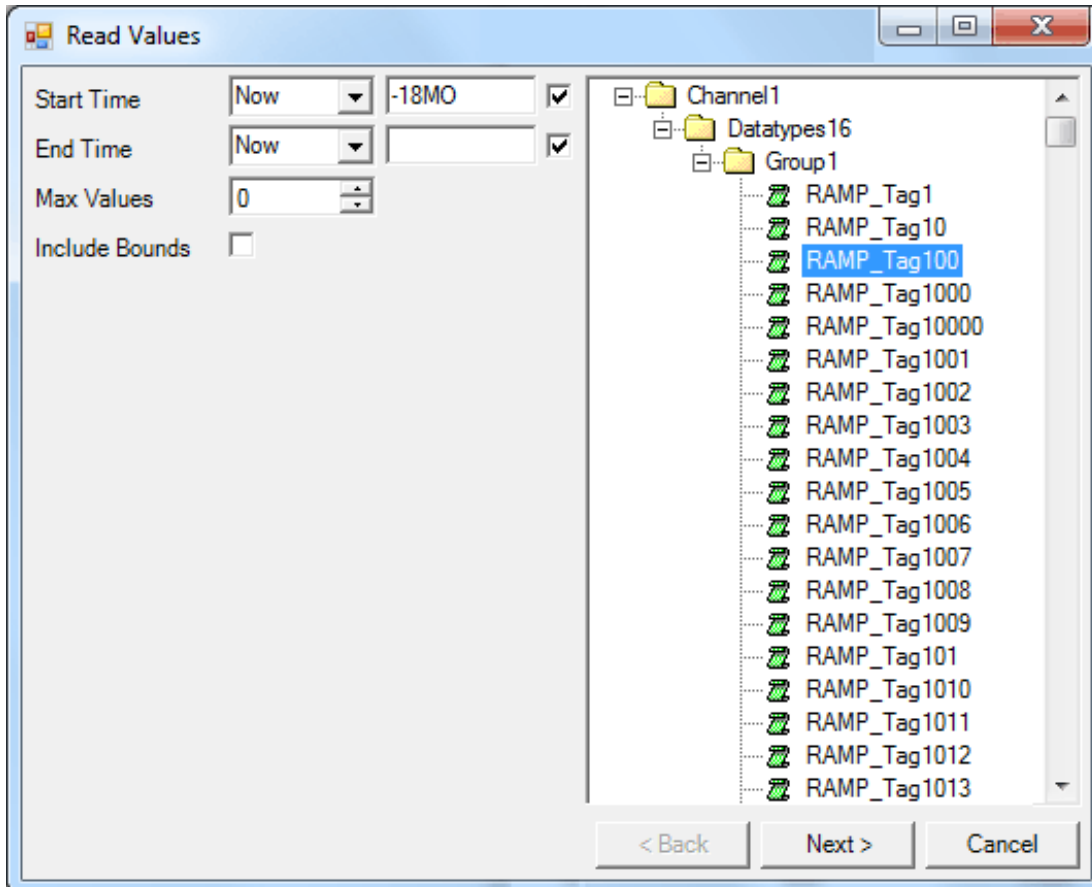 Read Values
Start Time Now -18MO
End Time Now
Max Values 0
Include Bounds
Channel1
Datatypes16
Group1
RAMP_Tag1
RAMP_Tag10
RAMP_Tag100
RAMP_Tag1000
RAMP_Tag10000
RAMP_Tag1001
RAMP_Tag1002
RAMP_Tag1003
RAMP_Tag1004
RAMP_Tag1005
RAMP_Tag1006
RAMP_Tag1007
RAMP_Tag1008
RAMP_Tag1009
RAMP_Tag101
RAMP_Tag1010
RAMP_Tag1011
RAMP_Tag1012
RAMP_Tag1013
< Back Next > Cancel